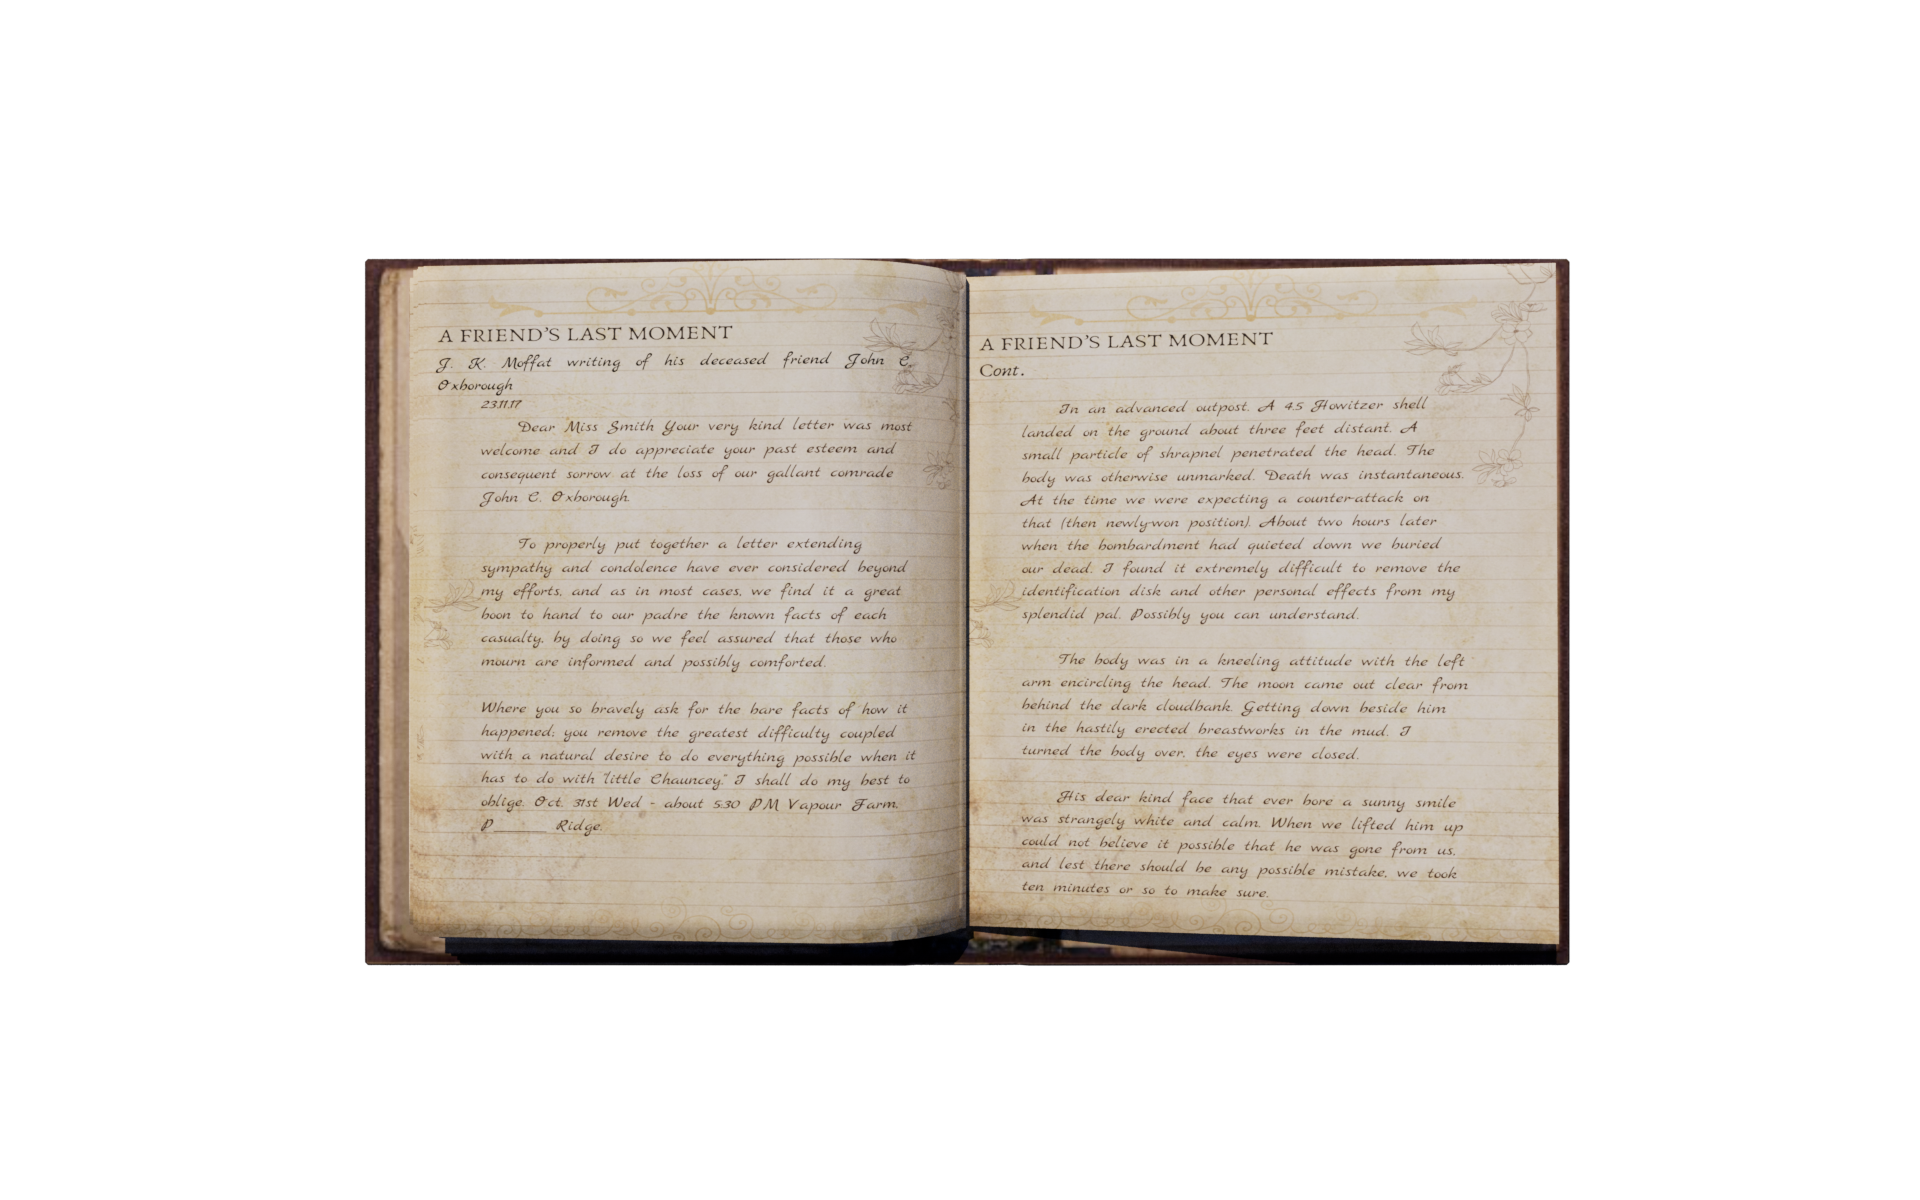 A FRIEND'S LAST MOMENT
J. K. Moffat writing of his deceased friend John C.
Oxborough
23.11.17
Dear Miss Smith Your very kind letter was most
welcome and I do appreciate your past esteem and
consequent sorrow at the loss of our gallant comrade
John C. Oxborough.
To properly put together a letter extending
sympathy and condolence have ever considered beyond
my efforts, and as in most cases, we find it a great
boon to hand to our padre the known facts of each
casualty, by doing so we feel assured that those who
mourn are informed and possibly comforted.
Where you so bravely ask for the bare facts of how it
happened; you remove the greatest difficulty coupled
with a natural desire to do everything possible when it
has to do with "little Chauncey." I shall do my best to
oblige. Oct. 31st Wed - about 5:30 PM Vapour Farm.
P______ Ridge.
A FRIEND'S LAST MOMENT
Cont.
In an advanced outpost. A 4.5 Howitzer shell
landed on the ground about three feet distant. A
small particle of shrapnel penetrated the head. The
body was otherwise unmarked. Death was instantaneous.
At the time we were expecting a counter-attack on
that (then newly-won position). About two hours later
when the bombardment had quieted down we buried
our dead. I found it extremely difficult to remove the
identification disk and other personal effects from my
splendid pal. Possibly you can understand.
The body was in a kneeling attitude with the left
arm encircling the head. The moon came out clear from
behind the dark cloudbank. Getting down beside him
in the hastily erected breastworks in the mud. I
turned the body over, the eyes were closed.
His dear kind face that ever bore a sunny smile
was strangely white and calm. When we lifted him up
could not believe it possible that he was gone from us,
and lest there should be any possible mistake, we took
ten minutes or so to make sure.